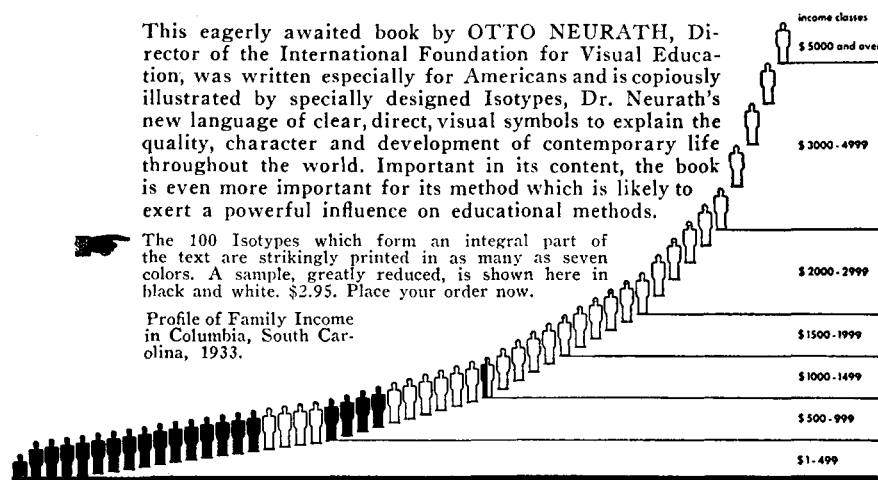 This eagerly awaited book by OTTO NEURATH, Di-
rector of the International Foundation for Visual Educa-
tion, was written especially for Americans and is copiously
illustrated by specially designed Isotypes, Dr. Neurath's
new language of clear, direct, visual symbols to explain the
quality, character and development of contemporary life
throughout the world. Important in its content, the book
is even more important for its method which is likely to
exert a powerful influence on educational methods.
The 100 Isotypes which form an integral part of
the text are strikingly printed in as many as seven
colors. A sample, greatly reduced, is shown here in
black and white. $2.95. Place your order now.
Profile of Family Income
in Columbia, South Car-
olina, 1933.
income classes
$5000 and over
$3000-4999
$2000-2999
$1500-1999
$1000-1499
$500-999
$1-499